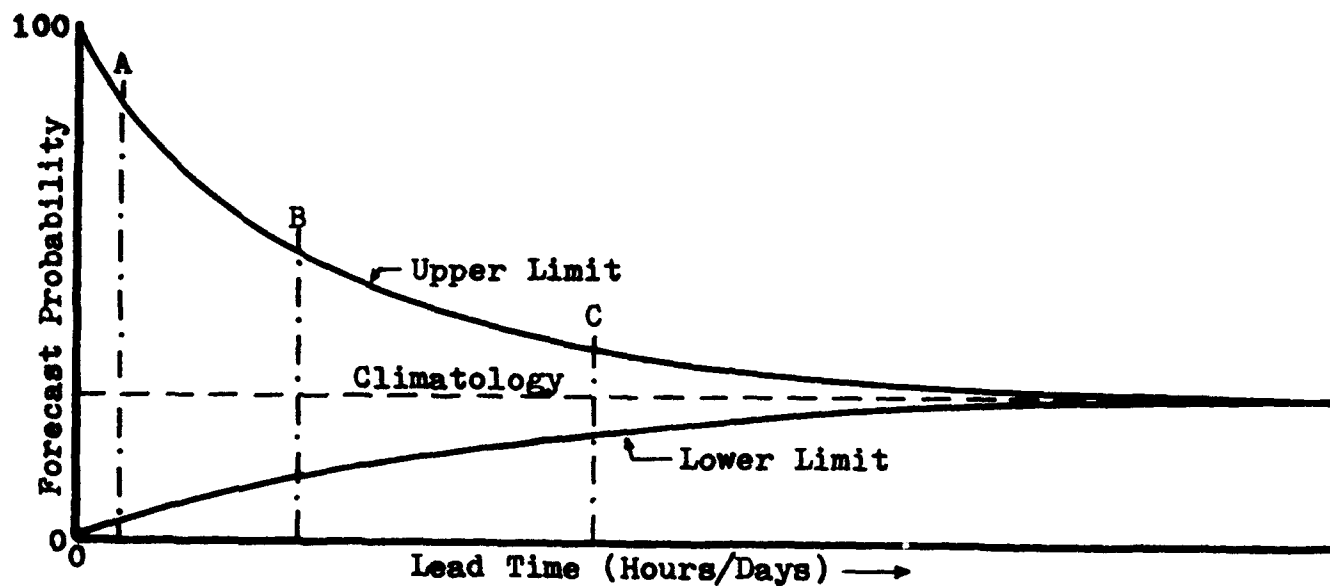 100
A
B
Upper Limit
C
Climatology
Lower Limit
Forecast Probability
0
0
Lead Time (Hours/Days)